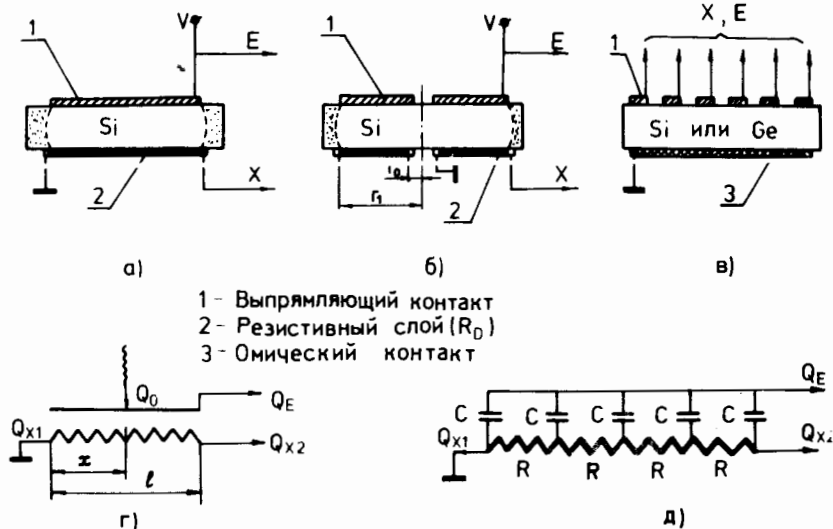 1 V E X
2
Si
а)
1 V E X
2
Si
r₀
r₁
б)
X, E
1
Si или Ge
3
в)
1 - Выпрямляющий контакт
2 - Резистивный слой (R_D)
3 - Омический контакт
Q_0 Q_E
Q_X1 Q_X2
x
ℓ
г)
Q_E
C C C C C
Q_X1 Q_X2
R R R R
д)